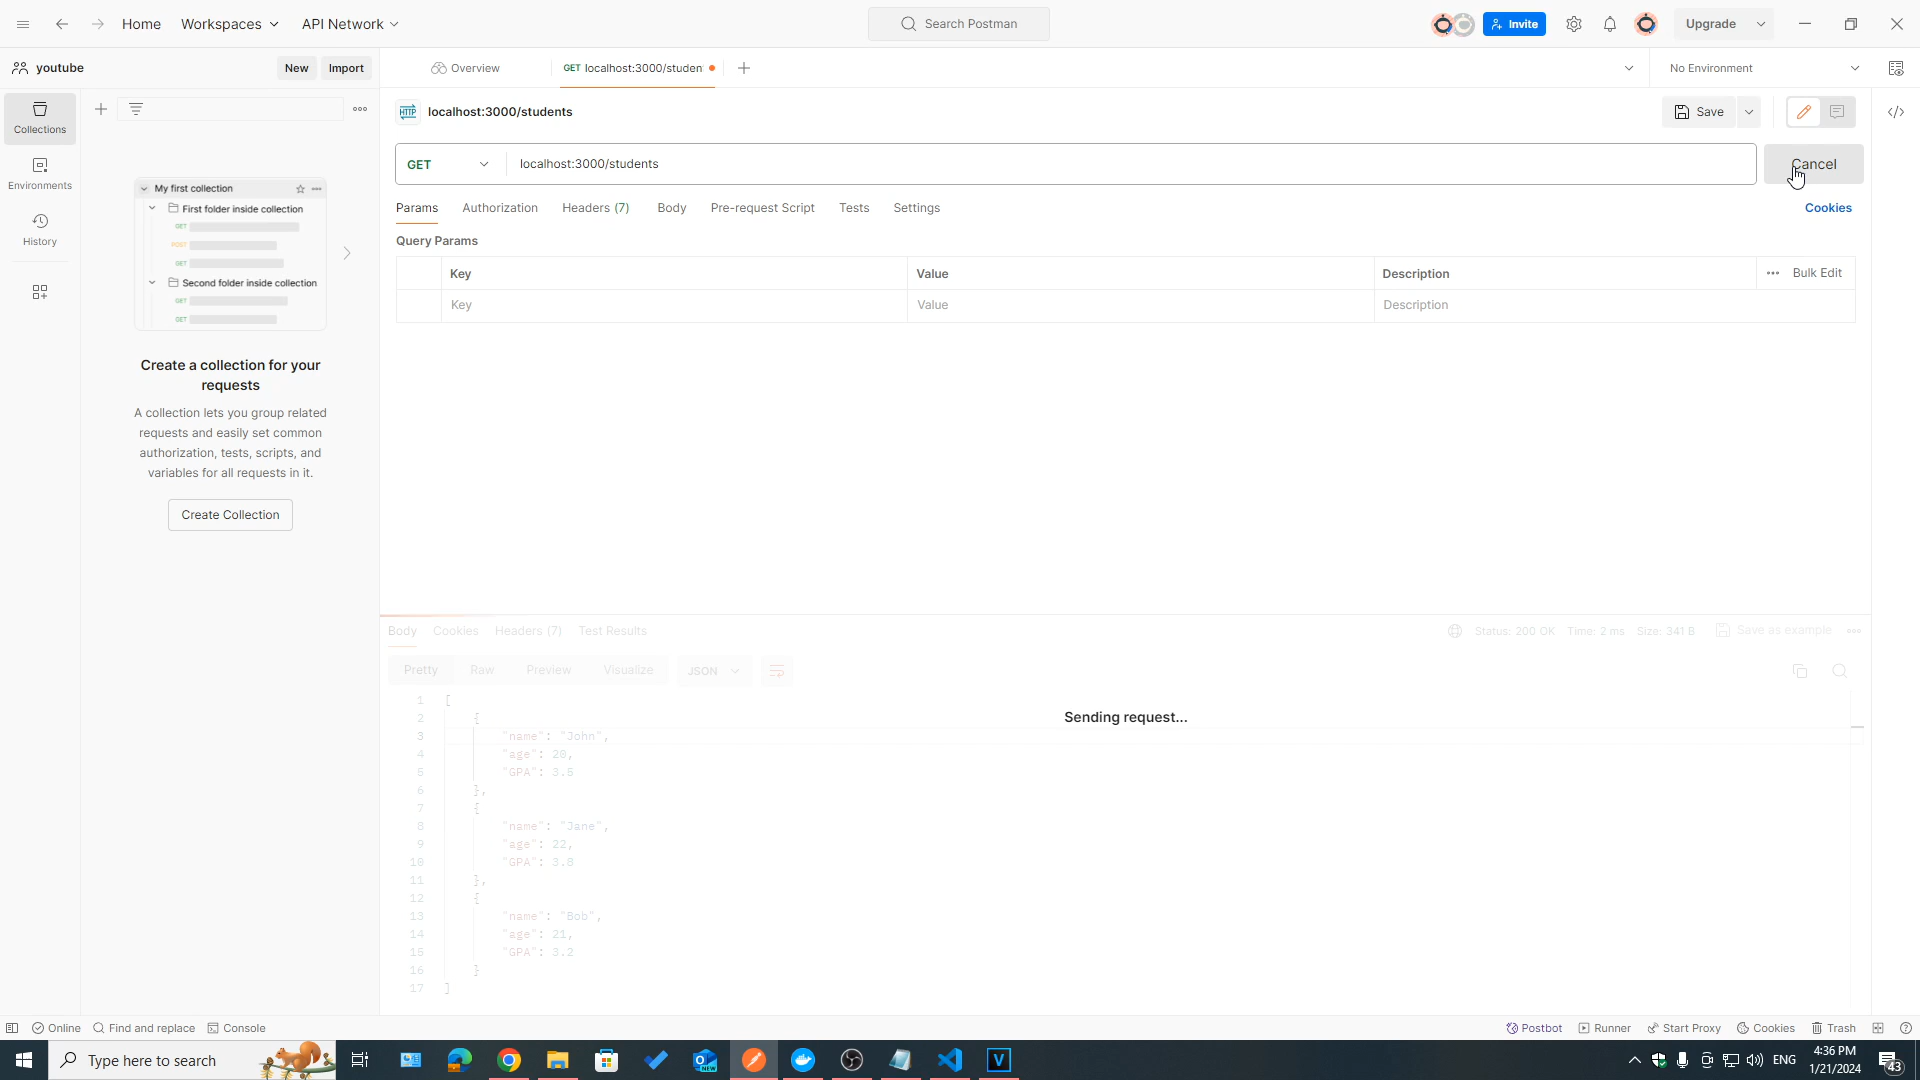 Home Workspaces API Network Search Postman Invite Upgrade
youtube New Import Overview GET localhost:3000/studen No Environment
Collections
Environments
History
My first collection
First folder inside collection
GET
POST
GET
Second folder inside collection
GET
GET
Create a collection for your
requests
A collection lets you group related
requests and easily set common
authorization, tests, scripts, and
variables for all requests in it.
Create Collection
HTTP localhost:3000/students Save
GET localhost:3000/students Cancel
Params Authorization Headers (7) Body Pre-request Script Tests Settings Cookies
Query Params
Key Value Description Bulk Edit
Key Value Description
Body Cookies Headers (7) Test Results Status: 200 OK Time: 2 ms Size: 341 B Save as example
Pretty Raw Preview Visualize JSON
Sending request...
1 [
2 {
3 "name": "John",
4 "age": 20,
5 "GPA": 3.5
6 },
7 {
8 "name": "Jane",
9 "age": 22,
10 "GPA": 3.8
11 },
12 {
13 "name": "Bob",
14 "age": 21,
15 "GPA": 3.2
16 }
17 ]
Online Find and replace Console Postbot Runner Start Proxy Cookies Trash
Type here to search NEW V ENG 4:36 PM
1/21/2024 43